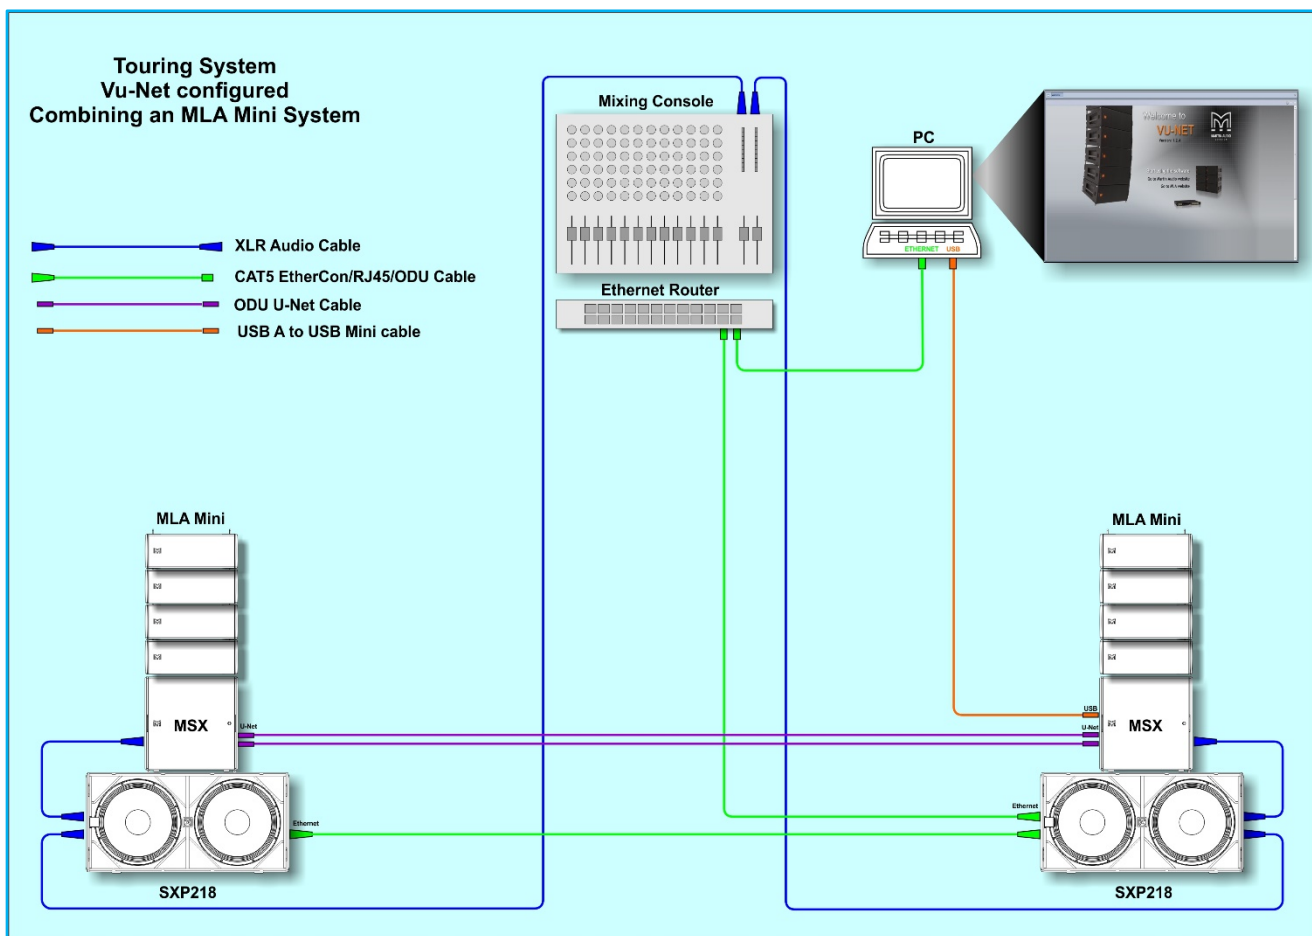 Touring System
Vu-Net configured
Combining an MLA Mini System
Mixing Console
PC
Welcome to
VU-NET
XLR Audio Cable
CAT5 EtherCon/RJ45/ODU Cable
ODU U-Net Cable
USB A to USB Mini cable
ETHERNET USB
Ethernet Router
MLA Mini
MLA Mini
MSX
U-Net
USB
U-Net
MSX
Ethernet
Ethernet
SXP218
SXP218